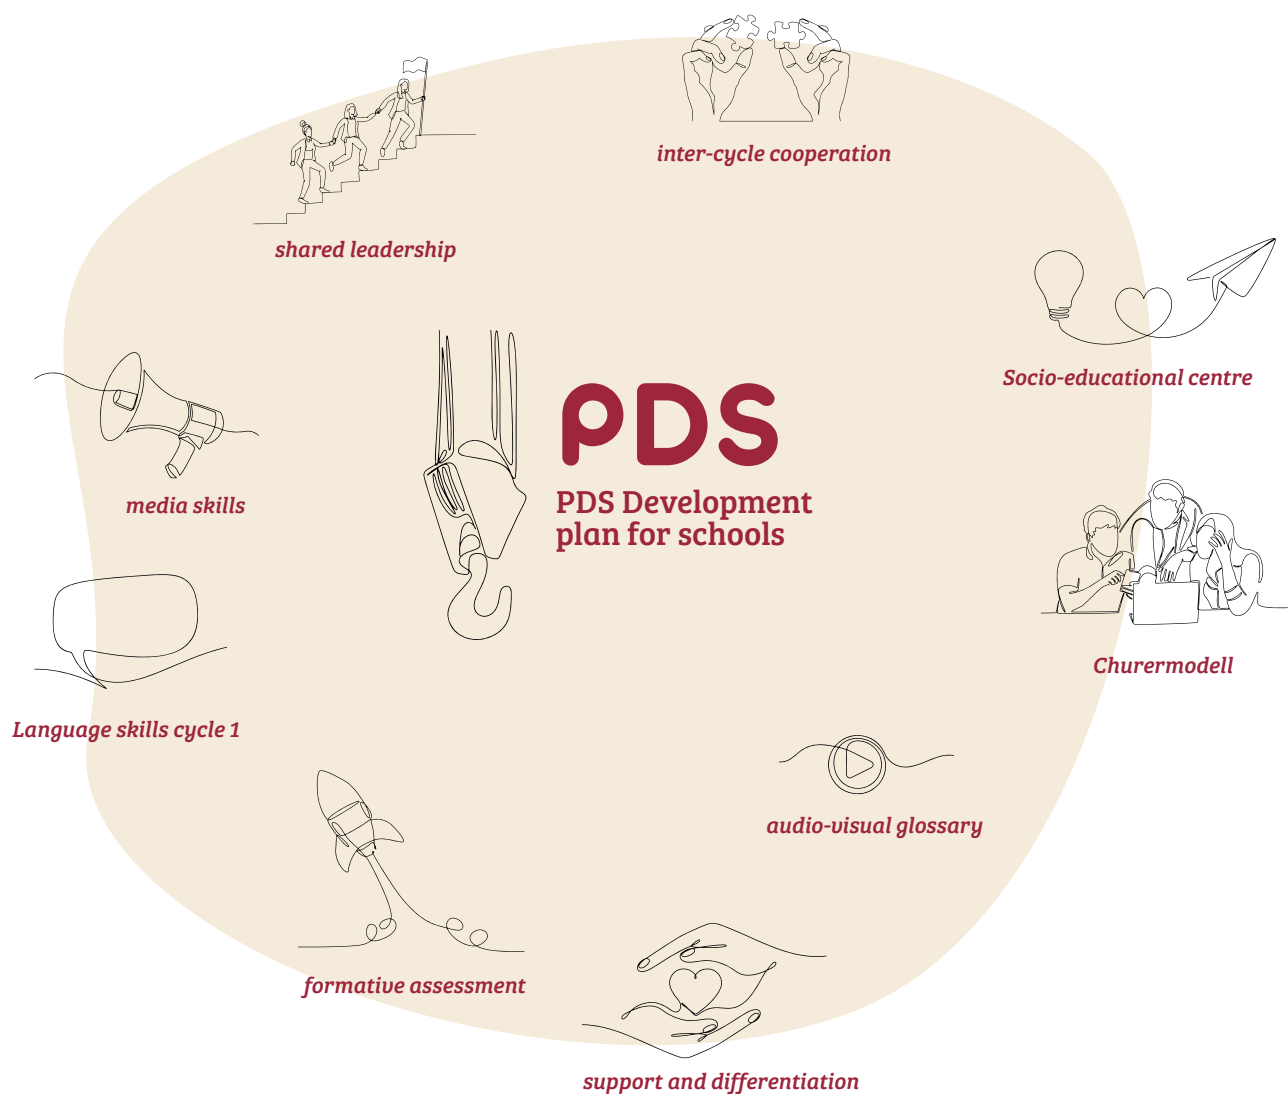 inter-cycle cooperation
shared leadership
Socio-educational centre
PDS
PDS Development
plan for schools
media skills
Churermodell
Language skills cycle 1
audio-visual glossary
formative assessment
support and differentiation